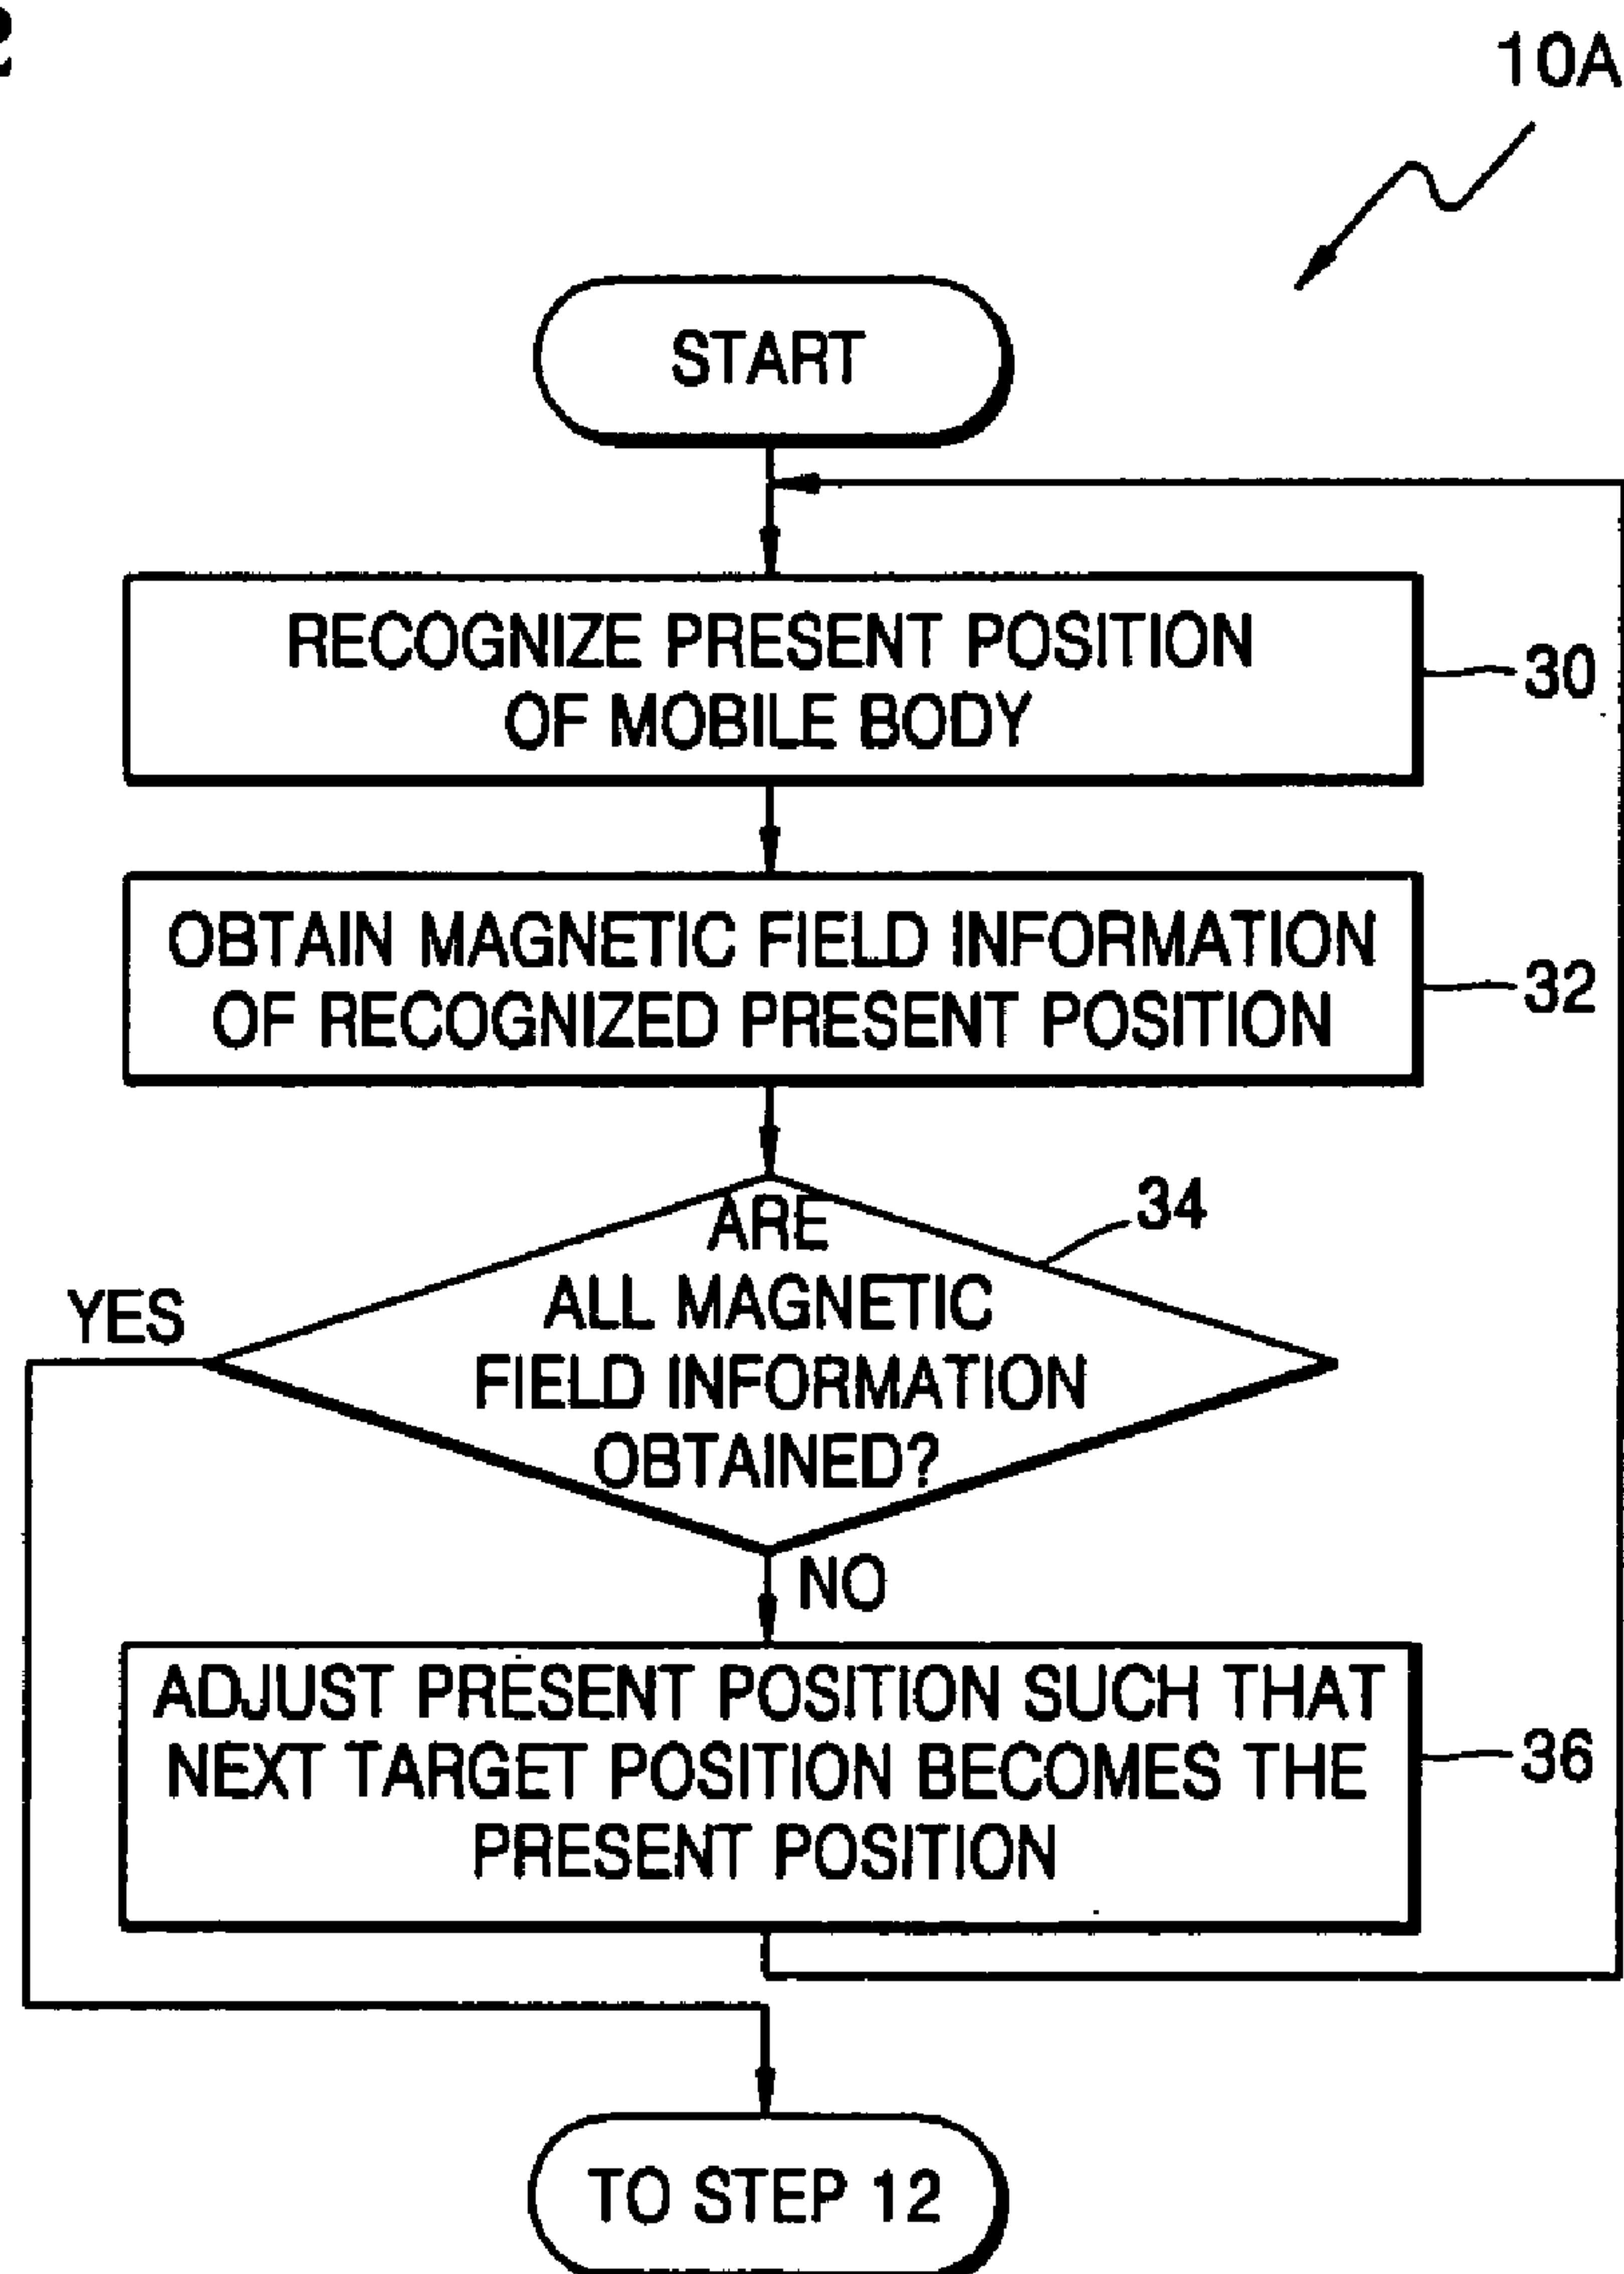 2
10A
START
RECOGNIZE PRESENT POSITION
OF MOBILE BODY
30
OBTAIN MAGNETIC FIELD INFORMATION
OF RECOGNIZED PRESENT POSITION
32
34
ARE
ALL MAGNETIC
FIELD INFORMATION
OBTAINED?
YES
NO
ADJUST PRESENT POSITION SUCH THAT
NEXT TARGET POSITION BECOMES THE
PRESENT POSITION
36
TO STEP 12